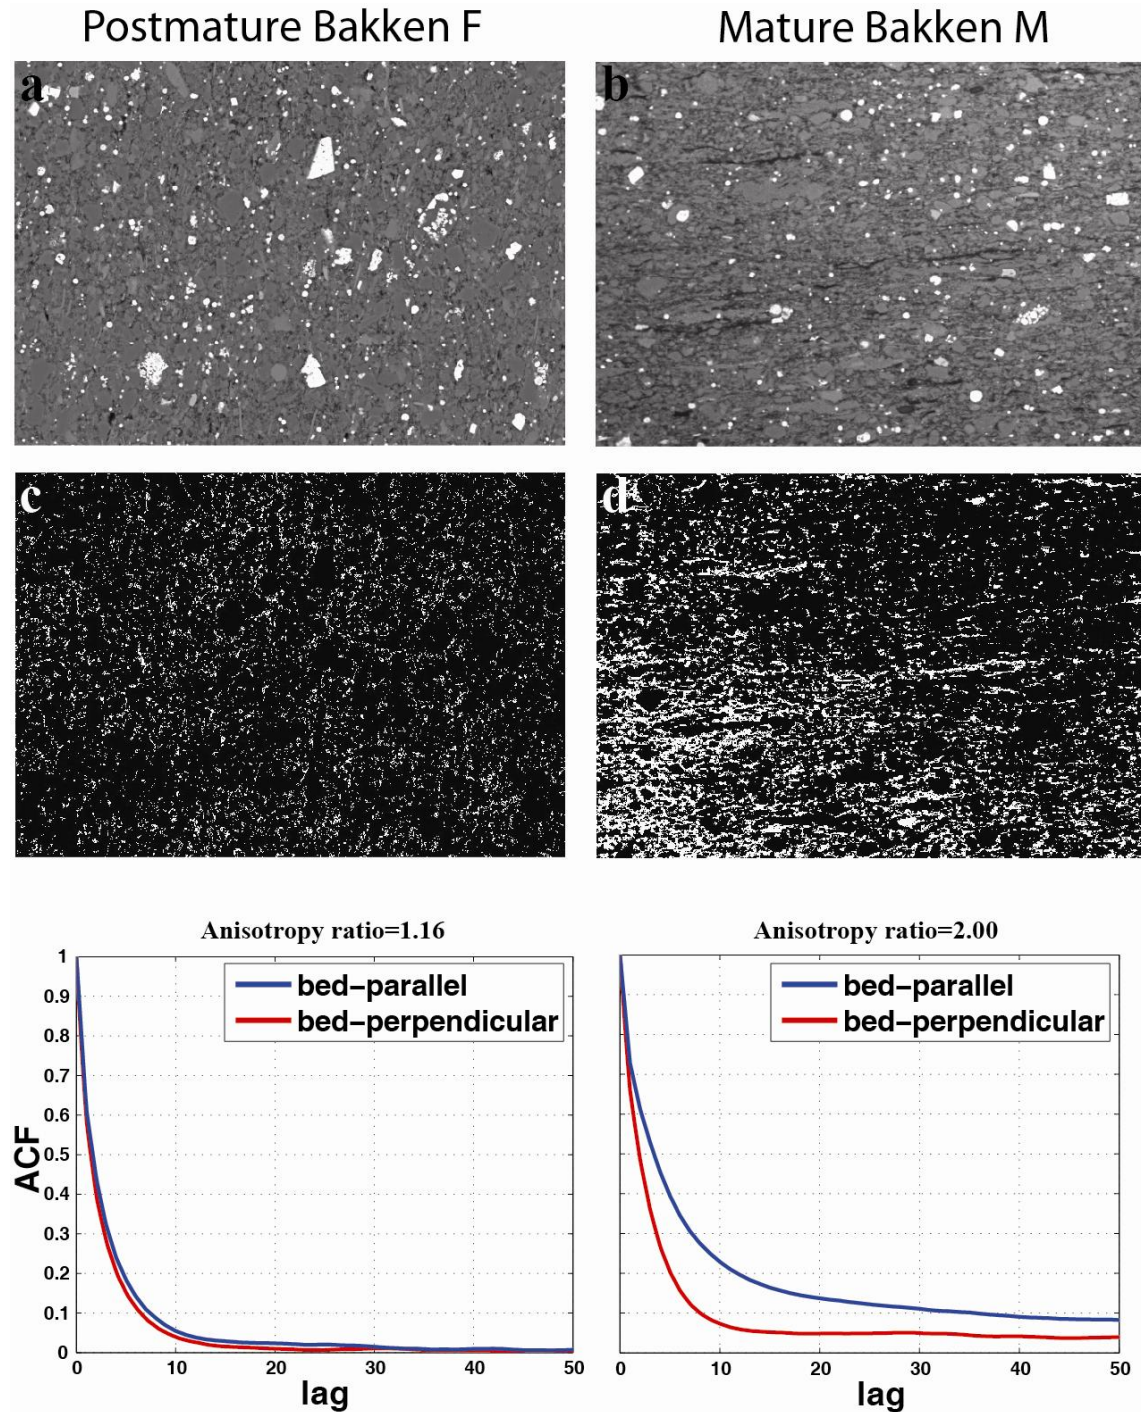 Postmature Bakken F
Mature Bakken M
a
b
c
d
Anisotropy ratio=1.16
bed-parallel
bed-perpendicular
ACF
1
0.9
0.8
0.7
0.6
0.5
0.4
0.3
0.2
0.1
0
0 10 20 30 40 50
lag
Anisotropy ratio=2.00
bed-parallel
bed-perpendicular
0 10 20 30 40 50
lag